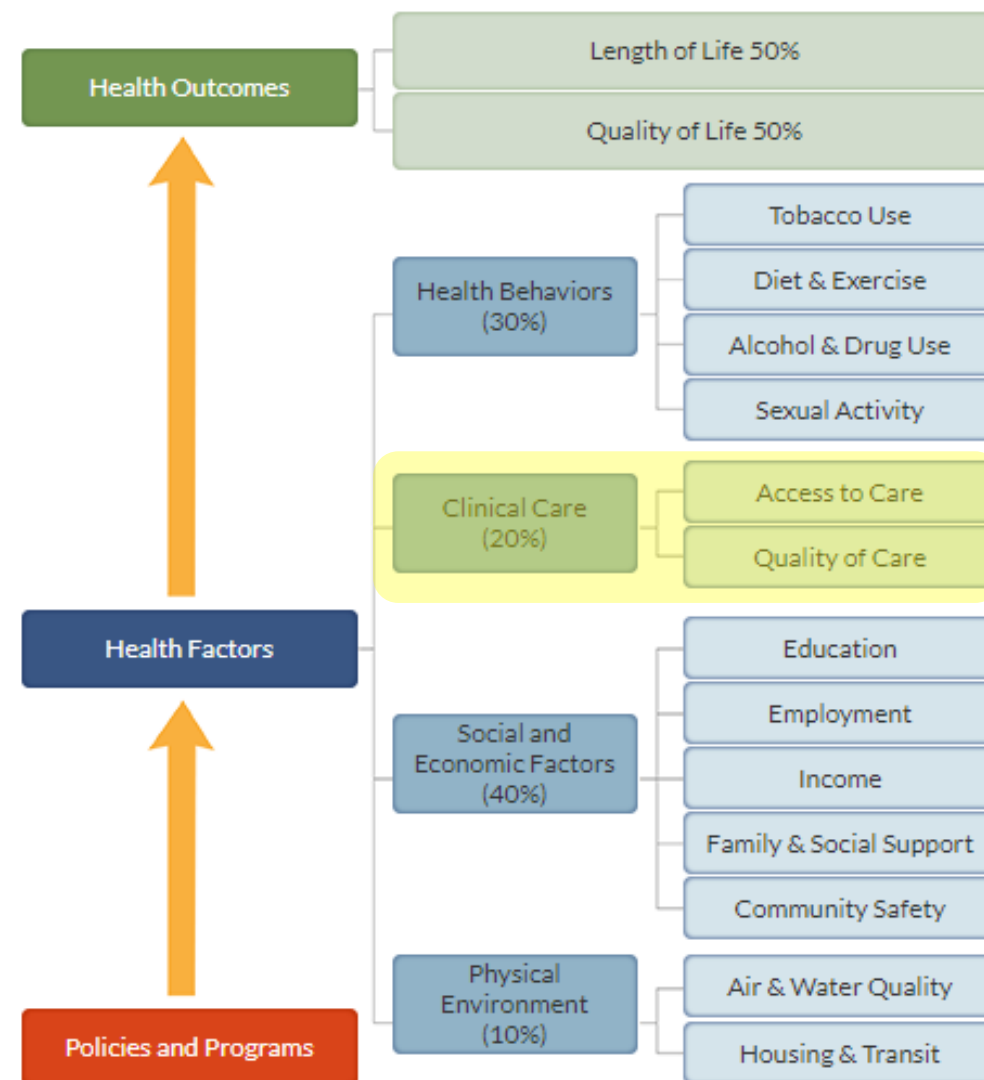 Health Outcomes
Length of Life 50%
Quality of Life 50%
Health Behaviors
(30%)
Tobacco Use
Diet & Exercise
Alcohol & Drug Use
Sexual Activity
Clinical Care
(20%)
Access to Care
Quality of Care
Health Factors
Social and
Economic Factors
(40%)
Education
Employment
Income
Family & Social Support
Community Safety
Physical
Environment
(10%)
Air & Water Quality
Housing & Transit
Policies and Programs